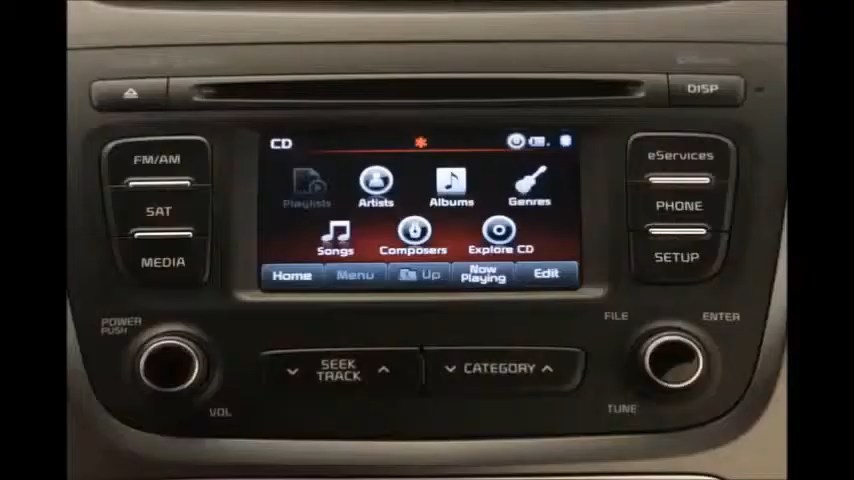 DISP
CD
FM/AM
SAT
MEDIA
Playlists
Artists
Albums
Genres
Songs
Composers
Explore CD
Home
Menu
Up
Now
Playing
Edit
eServices
PHONE
SETUP
POWER
PUSH
VOL
SEEK
TRACK
CATEGORY
FILE
ENTER
TUNE